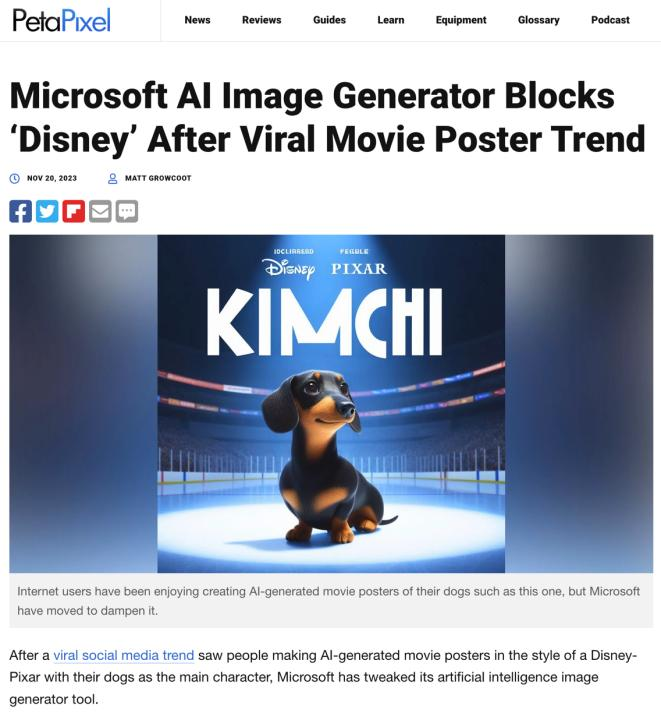 PetaPixel
News Reviews Guides Learn Equipment Glossary Podcast
Microsoft AI Image Generator Blocks
‘Disney’ After Viral Movie Poster Trend
NOV 20, 2023 MATT GROWCOOT
DISNEY PIXAR
KIMCHI
Internet users have been enjoying creating AI-generated movie posters of their dogs such as this one, but Microsoft
have moved to dampen it.
After a viral social media trend saw people making AI-generated movie posters in the style of a Disney-
Pixar with their dogs as the main character, Microsoft has tweaked its artificial intelligence image
generator tool.